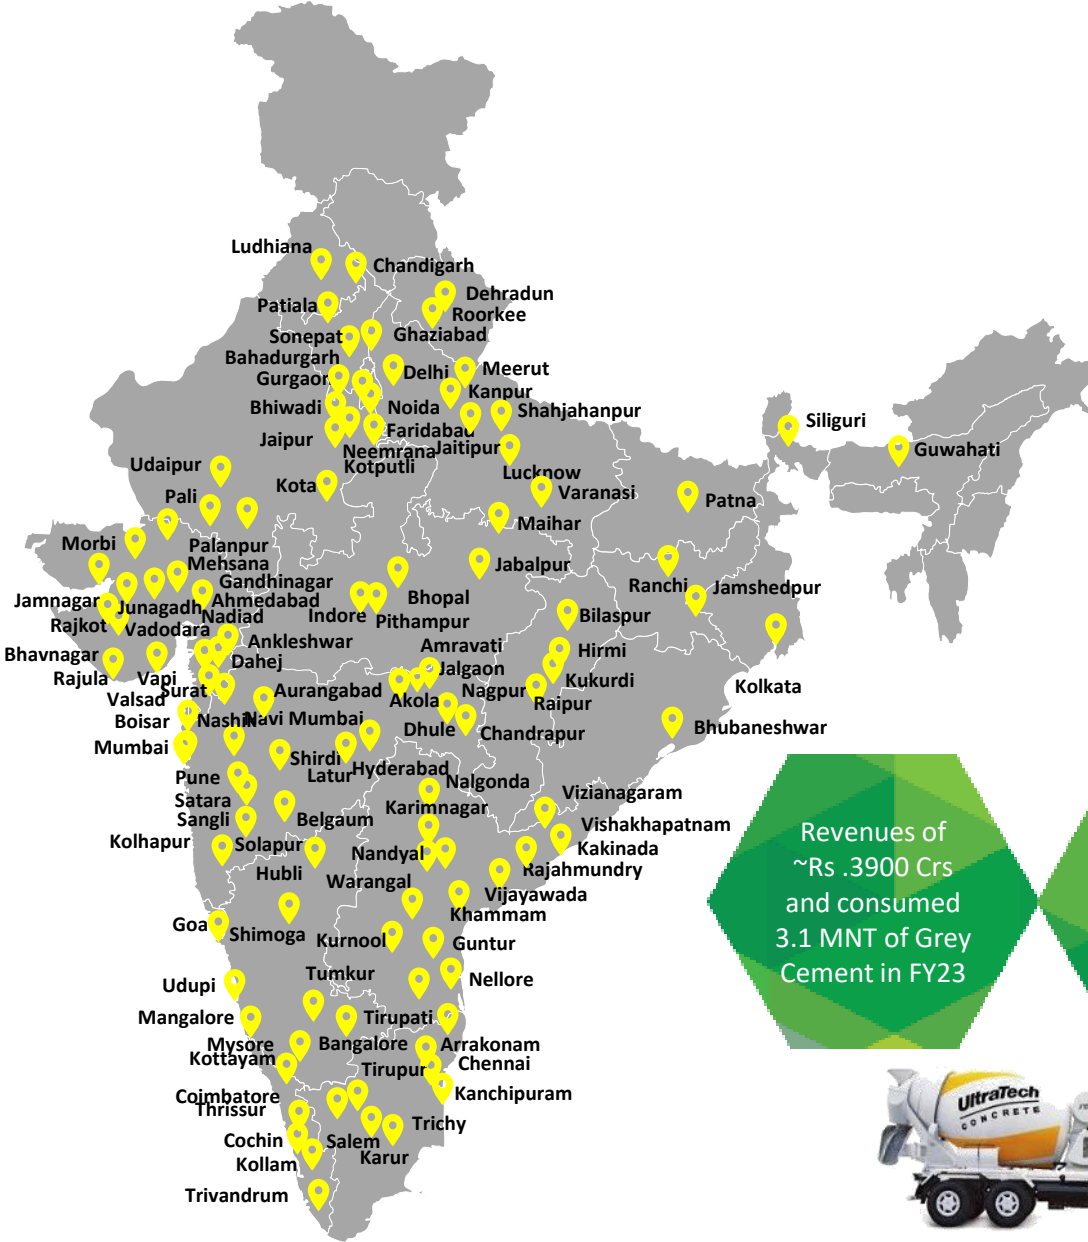 Ludhiana
Chandigarh
Dehradun
Patiala
Roorkee
Sonepat
Ghaziabad
Bahadurgarh
Gurgaon
Delhi
Meerut
Kanpur
Bhiwadi
Noida
Shahjahanpur
Siliguri
Jaipur
Faridabad
Neemrana
Jaitipur
Guwahati
Udaipur
Kotputli
Lucknow
Kota
Varanasi
Pali
Patna
Maihar
Morbi
Palanpur
Mehsana
Jabalpur
Gandhinagar
Ranchi
Jamshedpur
Jamnagar
Junagadh
Ahmedabad
Bhopal
Indore
Pithampur
Nadiad
Bilaspur
Rajkot
Vadodara
Ankleshwar
Amravati
Hirmi
Bhavnagar
Dahej
Jalgaon
Rajula
Vapi
Kukurdi
Surat
Aurangabad
Nagpur
Kolkata
Valsad
Akola
Raipur
Boisar
Nashik
Navi Mumbai
Dhule
Chandrapur
Bhubaneshwar
Mumbai
Shirdi
Hyderabad
Latur
Pune
Nalgonda
Vizianagaram
Satara
Karimnagar
Sangli
Belgaum
Vishakhapatnam
Kolhapur
Solapur
Nandyal
Kakinada
Hubli
Rajahmundry
Warangal
Vijayawada
Khammam
Goa
Shimoga
Kurnool
Guntur
Tumkur
Nellore
Udupi
Mangalore
Tirupati
Mysore
Bangalore
Arrakonam
Kottayam
Chennai
Tirupur
Coimbatore
Kanchipuram
Thrissur
Trichy
Cochin
Salem
Kollam
Karur
Trivandrum
Revenues of
~Rs .3900 Crs
and consumed
3.1 MNT of Grey
Cement in FY23
UltraTech
CONCRETE